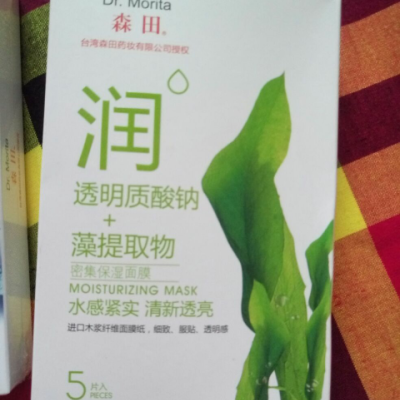 Dr. Morita
森田®
台湾森田药妆有限公司授权
润
透明质酸钠
+
藻提取物
密集保湿面膜
MOISTURIZING MASK
水感紧实 清新透亮
进口木浆纤维面膜纸，细致、服贴、透明感
5片入
PIECES